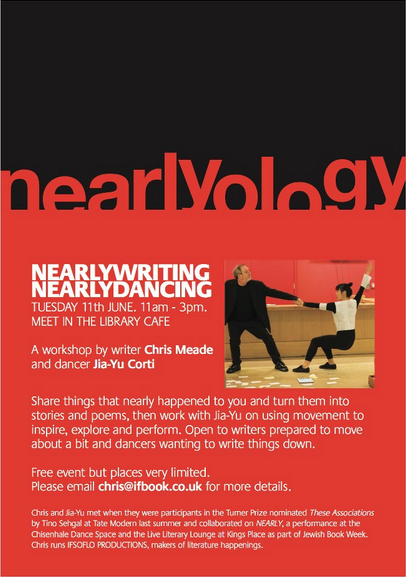 nearlyology
NEARLYWRITING
NEARLYDANCING
TUESDAY 11th JUNE. 11am - 3pm.
MEET IN THE LIBRARY CAFE
A workshop by writer Chris Meade
and dancer Jia-Yu Corti
Share things that nearly happened to you and turn them into
stories and poems, then work with Jia-Yu on using movement to
inspire, explore and perform. Open to writers prepared to move
about a bit and dancers wanting to write things down.
Free event but places very limited.
Please email chris@ifbook.co.uk for more details.
Chris and Jia-Yu met when they were participants in the Turner Prize nominated These Associations
by Tino Sehgal at Tate Modern last summer and collaborated on NEARLY, a performance at the
Chisenhale Dance Space and the Live Literary Lounge at Kings Place as part of Jewish Book Week.
Chris runs IFSOFLO PRODUCTIONS, makers of literature happenings.